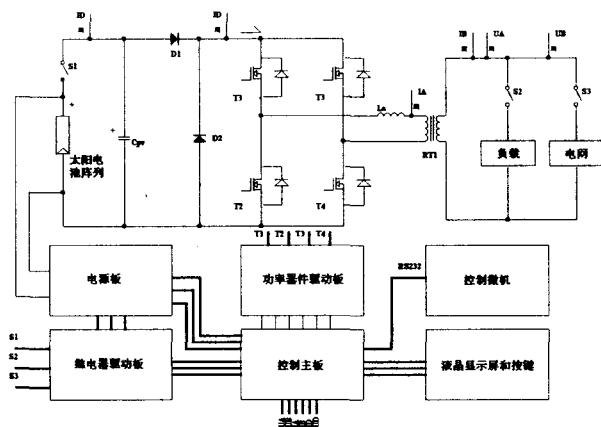 ID
ID
S1
D1
T3
T3
Ln
IA
IB
UA
UB
S2
S3
太阳电
池阵列
Cpv
D2
RT1
负载
电网
T2
T4
T1 T2 T3 T4
电源板
功率器件驱动板
RS232
控制微机
S1
S2
S3
继电器驱动板
控制主板
液晶显示屏和按键